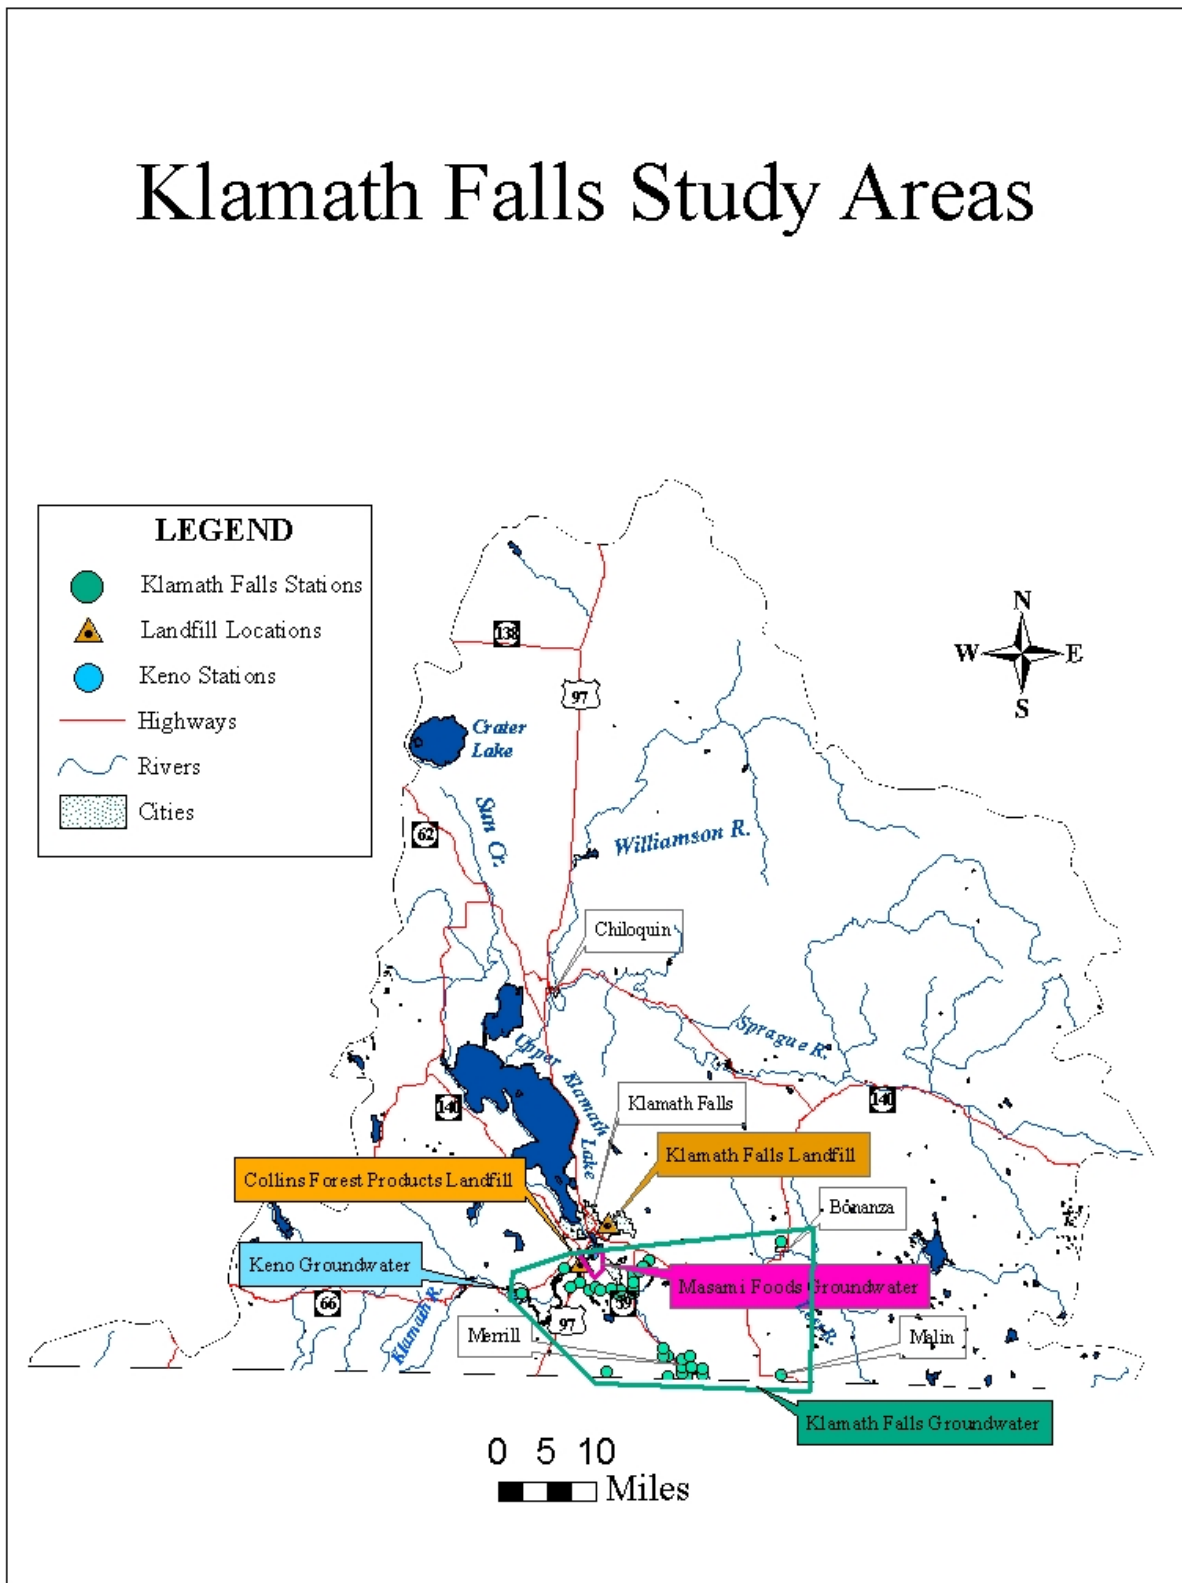 Klamath Falls Study Areas
LEGEND
Klamath Falls Stations
Landfill Locations
Keno Stations
Highways
Rivers
Cities
N
W E
S
138
97
Crater
Lake
Sun Cr.
62
Williamson R.
Chiloquin
Sprague R.
Upper Klamath Lake
140
140
Klamath Falls
Klamath Falls Landfill
Collins Forest Products Landfill
Bonanza
Keno Groundwater
Masami Foods Groundwater
66
Klamath R.
97
39
R.
Merrill
Malin
Klamath Falls Groundwater
0 5 10
Miles